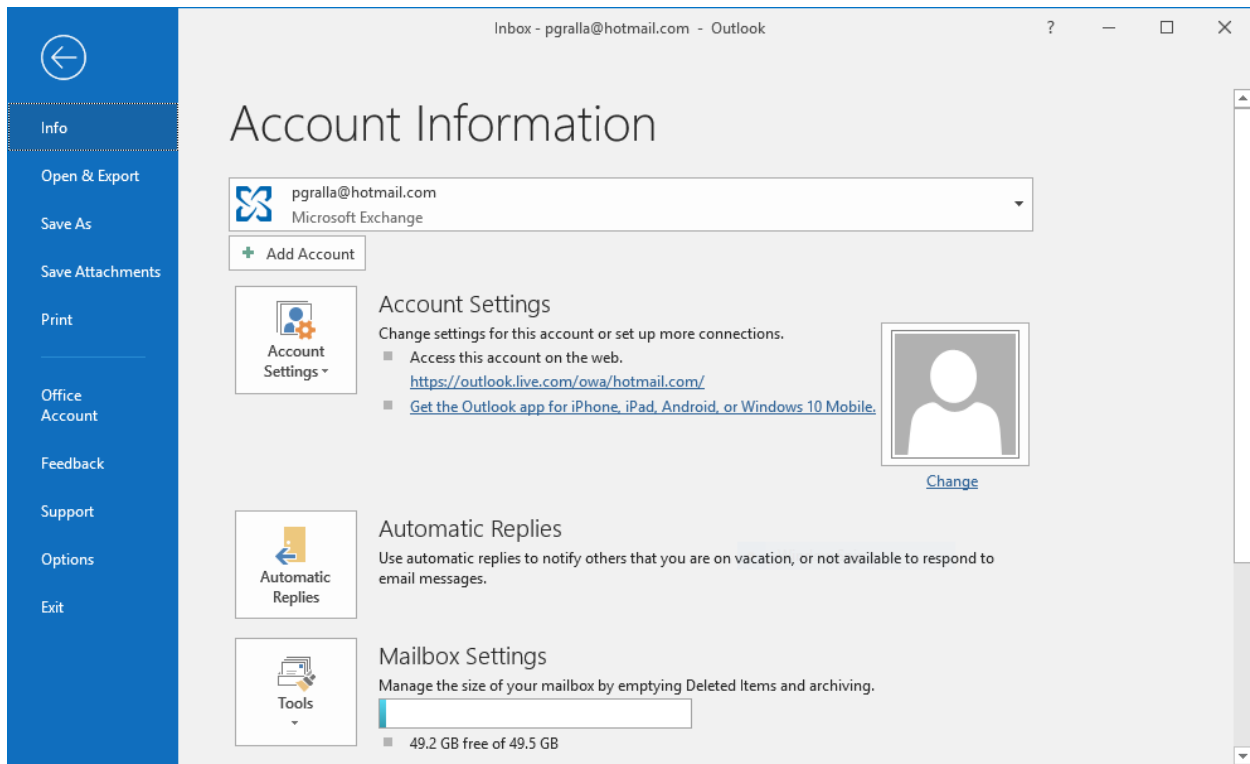 Inbox - pgralla@hotmail.com - Outlook
?
Info
Open & Export
Save As
Save Attachments
Print
Office
Account
Feedback
Support
Options
Exit
Account Information
pgralla@hotmail.com
Microsoft Exchange
Add Account
Account
Settings
Account Settings
Change settings for this account or set up more connections.
Access this account on the web.
https://outlook.live.com/owa/hotmail.com/
Get the Outlook app for iPhone, iPad, Android, or Windows 10 Mobile.
Change
Automatic
Replies
Automatic Replies
Use automatic replies to notify others that you are on vacation, or not available to respond to
email messages.
Tools
Mailbox Settings
Manage the size of your mailbox by emptying Deleted Items and archiving.
49.2 GB free of 49.5 GB